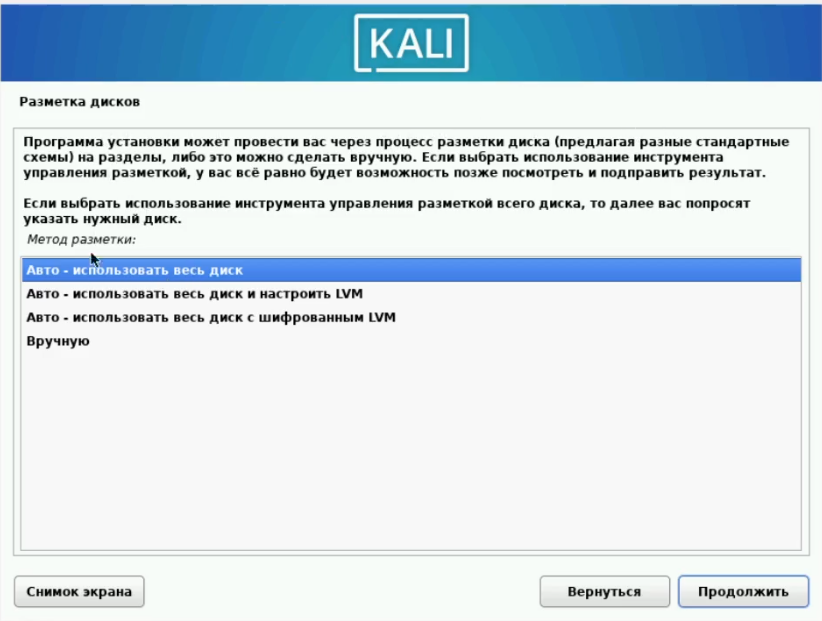 KALI
Разметка дисков
Программа установки может провести вас через процесс разметки диска (предлагая разные стандартные
схемы) на разделы, либо это можно сделать вручную. Если выбрать использование инструмента
управления разметкой, у вас всё равно будет возможность позже посмотреть и подправить результат.
Если выбрать использование инструмента управления разметкой всего диска, то далее вас попросят
указать нужный диск.
Метод разметки:
Авто - использовать весь диск
Авто - использовать весь диск и настроить LVM
Авто - использовать весь диск с шифрованным LVM
Вручную
Снимок экрана
Вернуться
Продолжить